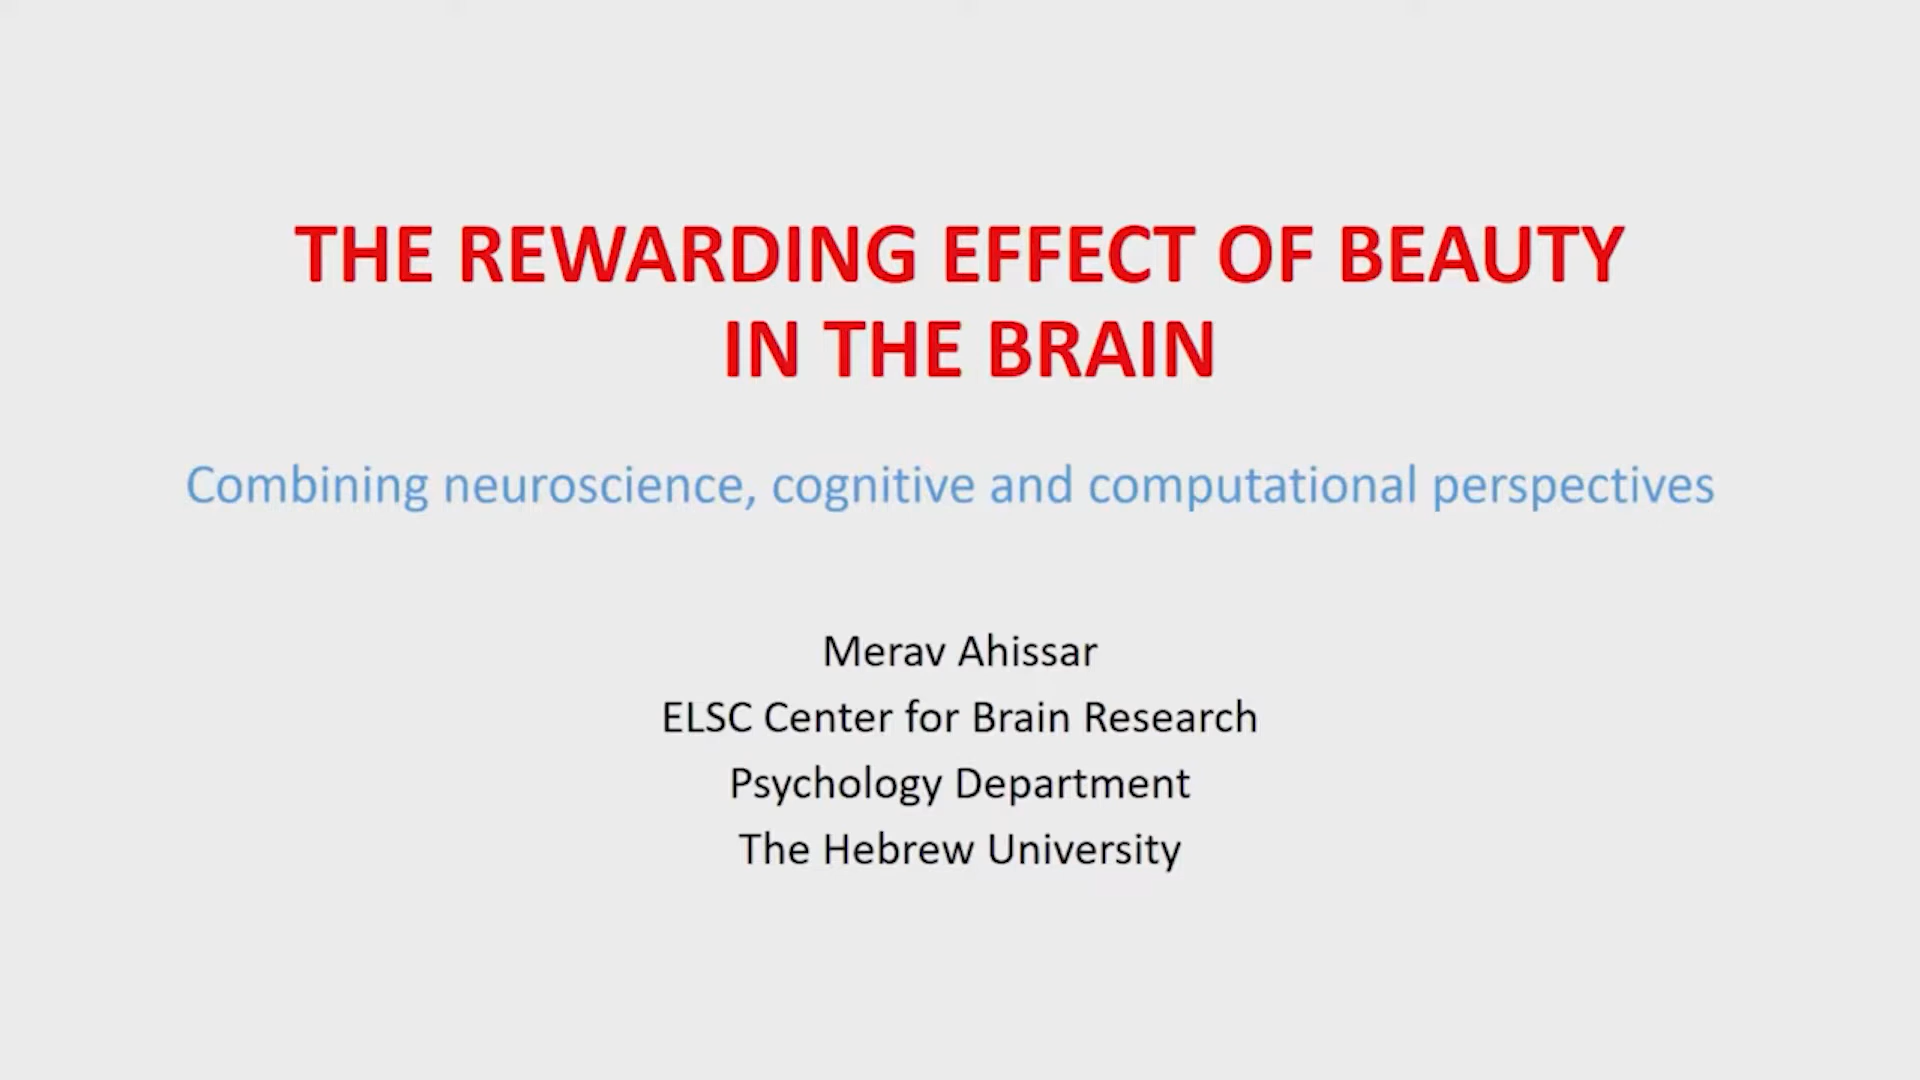 THE REWARDING EFFECT OF BEAUTY
IN THE BRAIN
Combining neuroscience, cognitive and computational perspectives
Merav Ahissar
ELSC Center for Brain Research
Psychology Department
The Hebrew University